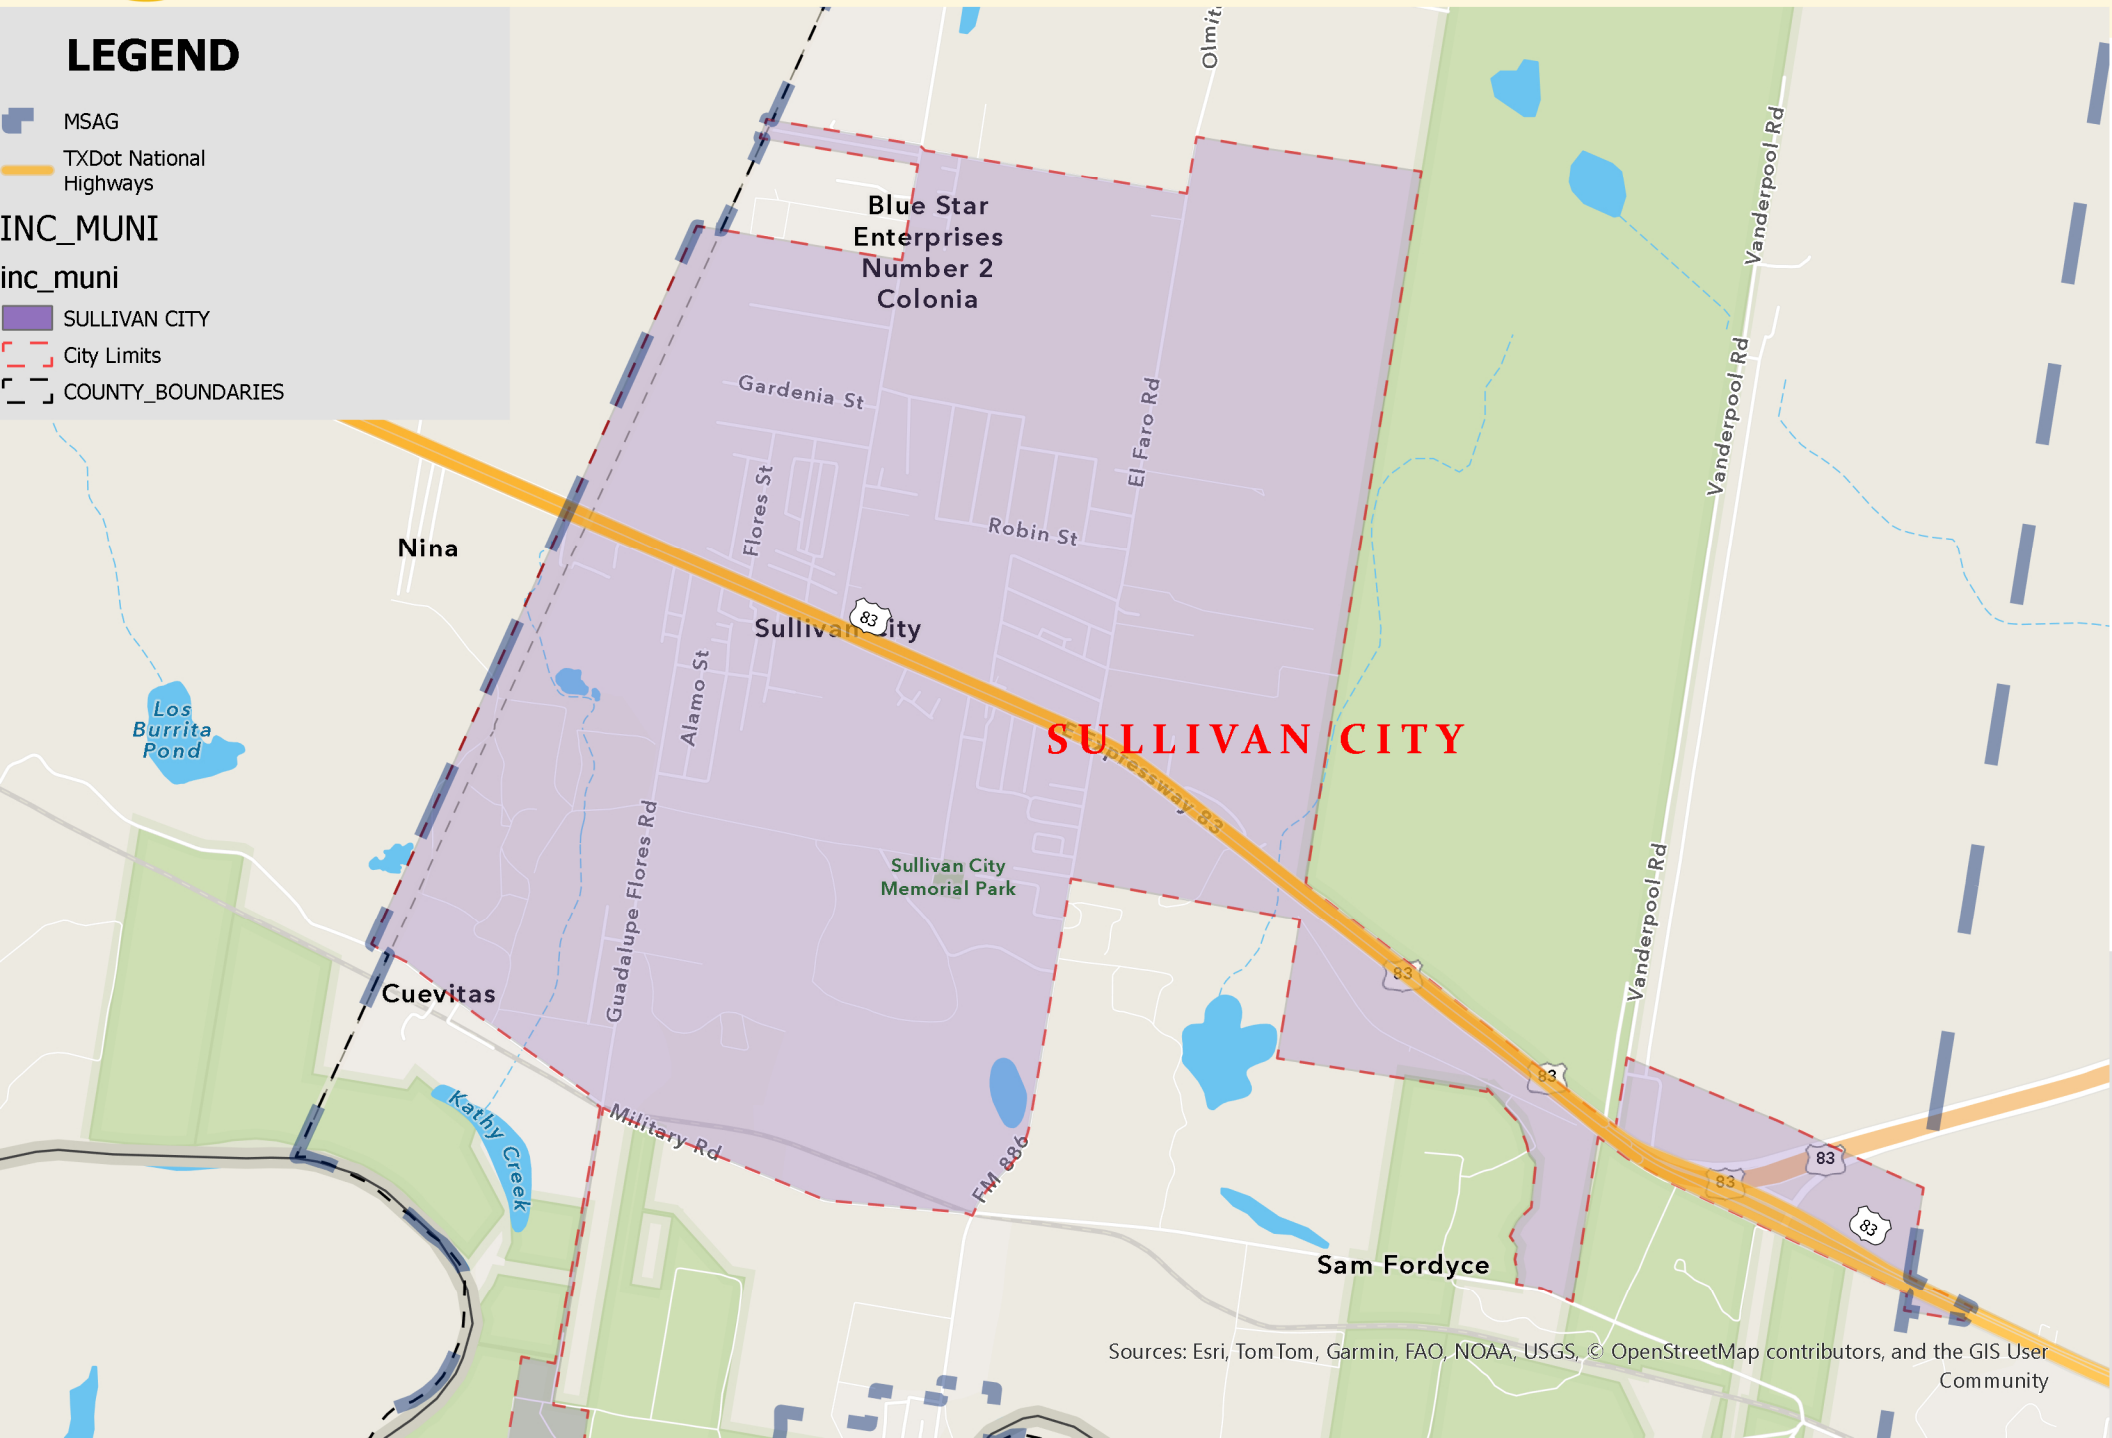 LEGEND
MSAG
TXDot National
Highways
INC_MUNI
inc_muni
SULLIVAN CITY
City Limits
COUNTY_BOUNDARIES
Vanderpool Rd
Blue Star
Enterprises
Number 2
Colonia
Gardenia St
El Faro Rd
Vanderpool Rd
Flores St
Robin St
Nina
83
Sullivan City
Alamo St
Los
Burrita
Pond
SULLIVAN CITY
E Expressway 83
Guadalupe Flores Rd
Sullivan City
Memorial Park
Vanderpool Rd
Cuevitas
83
83
Kathy Creek
Military Rd
FM 886
83
83
83
Sam Fordyce
Sources: Esri, TomTom, Garmin, FAO, NOAA, USGS, © OpenStreetMap contributors, and the GIS User
Community